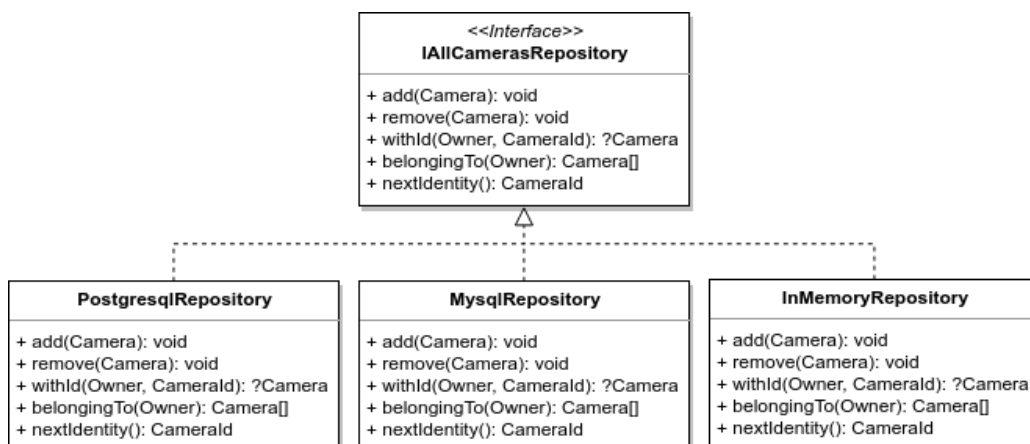 <<Interface>>
IAllCamerasRepository
+ add(Camera): void
+ remove(Camera): void
+ withId(Owner, CameraId): ?Camera
+ belongingTo(Owner): Camera[]
+ nextIdentity(): CameraId
PostgresqlRepository
+ add(Camera): void
+ remove(Camera): void
+ withId(Owner, CameraId): ?Camera
+ belongingTo(Owner): Camera[]
+ nextIdentity(): CameraId
MysqlRepository
+ add(Camera): void
+ remove(Camera): void
+ withId(Owner, CameraId): ?Camera
+ belongingTo(Owner): Camera[]
+ nextIdentity(): CameraId
InMemoryRepository
+ add(Camera): void
+ remove(Camera): void
+ withId(Owner, CameraId): ?Camera
+ belongingTo(Owner): Camera[]
+ nextIdentity(): CameraId